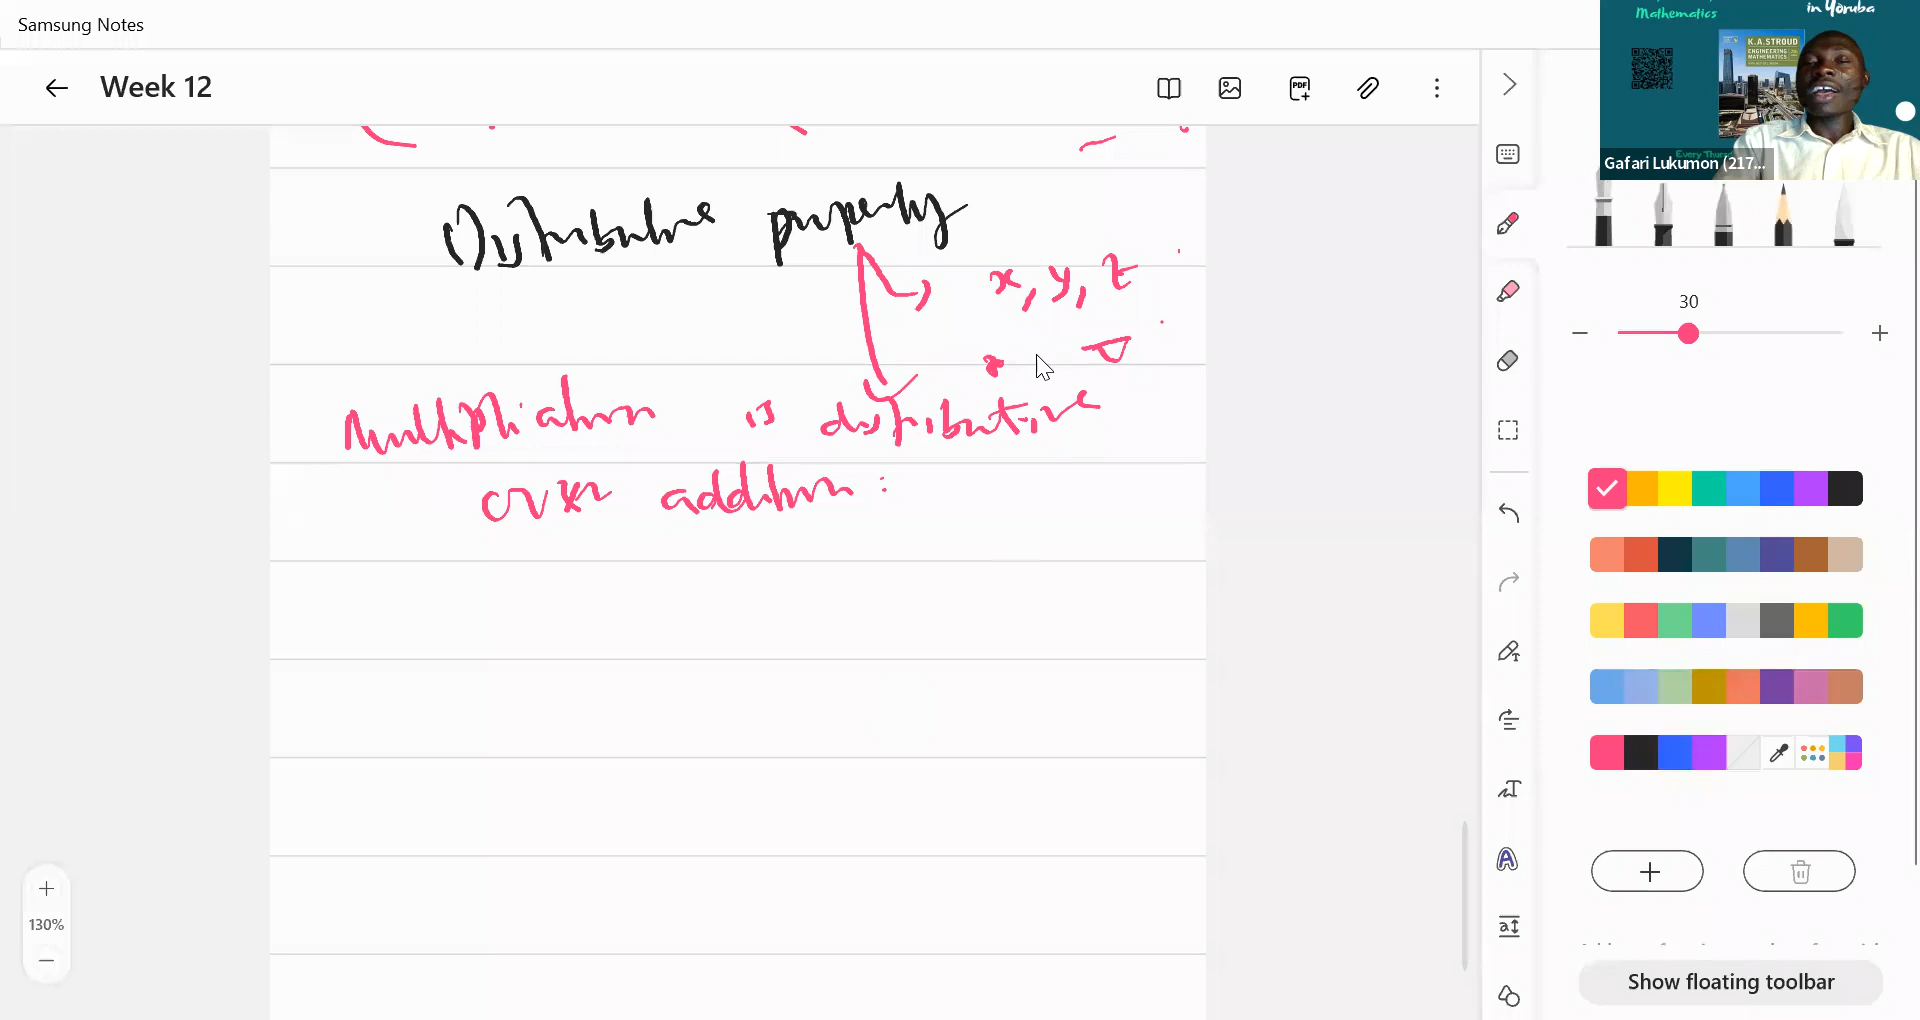 Samsung Notes
Week 12
Mathematics
in Yoruba
K.A. STROUD
ENGINEERING
MATHEMATICS
Gafari Lukumon (217...
Distributive property
x, y, z
* ∇
Multiplication is distributive
over addition:
30
130%
PDF
Show floating toolbar